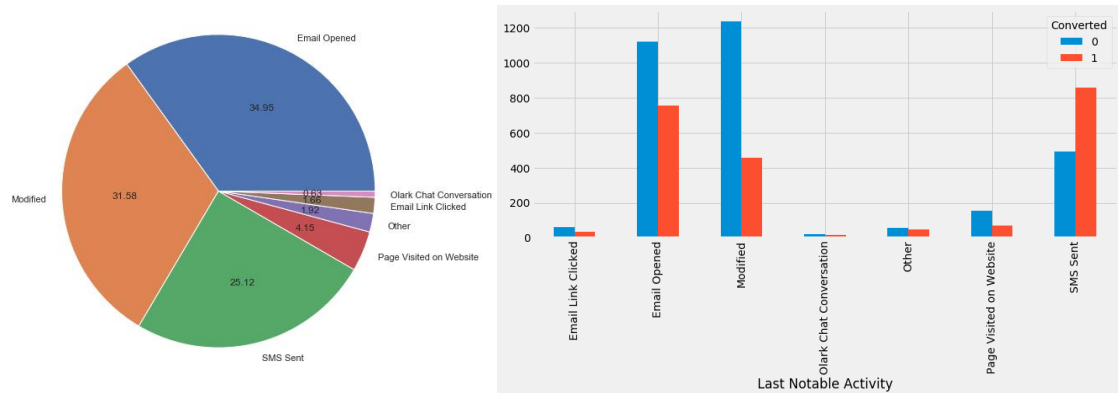 Email Opened
34.95
Modified
31.58
0.63
Olark Chat Conversation
1.66
Email Link Clicked
1.92
Other
4.15
Page Visited on Website
25.12
SMS Sent
Converted
0
1
1200
1000
800
600
400
200
0
Email Link Clicked
Email Opened
Modified
Olark Chat Conversation
Other
Page Visited on Website
SMS Sent
Last Notable Activity